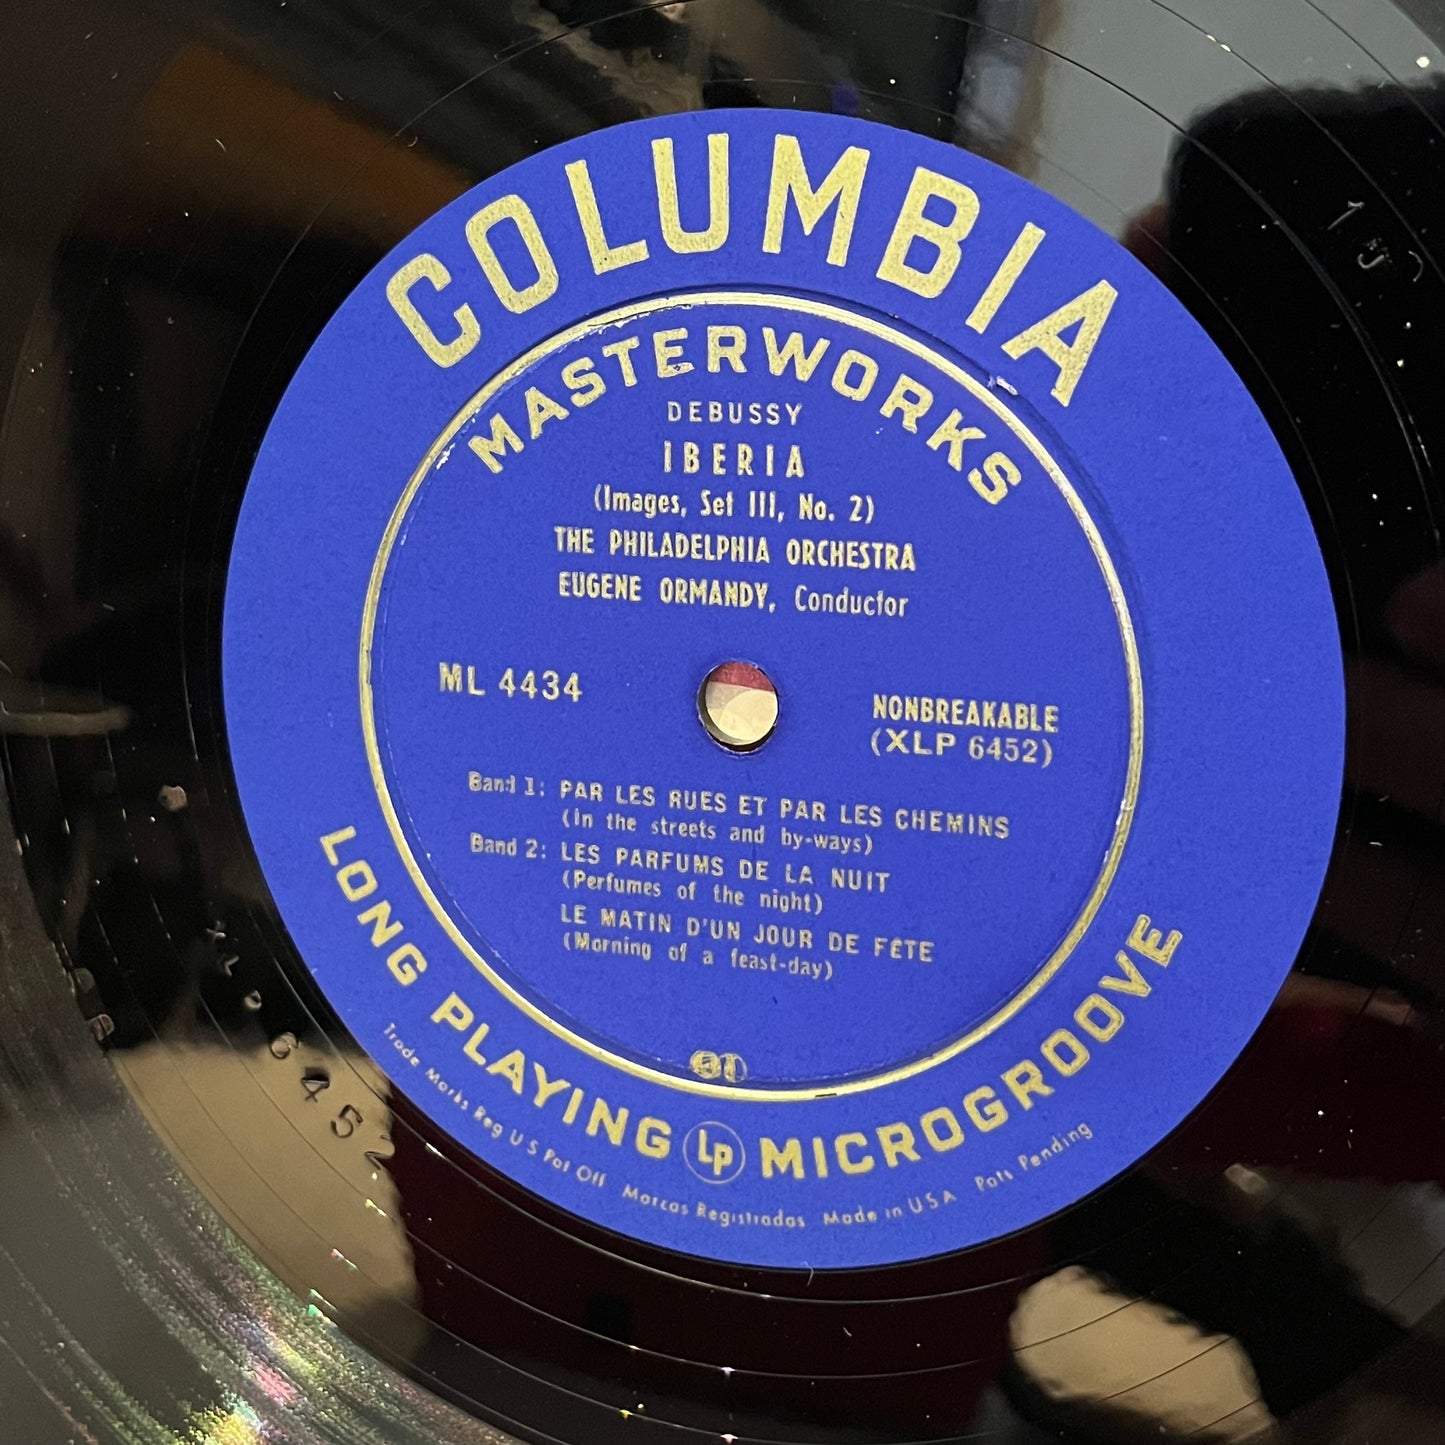 COLUMBIA
MASTERWORKS
DEBUSSY
IBERIA
(Images, Set III, No. 2)
THE PHILADELPHIA ORCHESTRA
EUGENE ORMANDY, Conductor
ML 4434
NONBREAKABLE
(XLP 6452)
Band 1: PAR LES RUES ET PAR LES CHEMINS
(In the streets and by-ways)
Band 2: LES PARFUMS DE LA NUIT
(Perfumes of the night)
LE MATIN D'UN JOUR DE FÊTE
(Morning of a feast-day)
LONG PLAYING LP MICROGROOVE
Trade Marks Reg U S Pat Off Marcas Registradas Made in U S A Pats Pending
6452